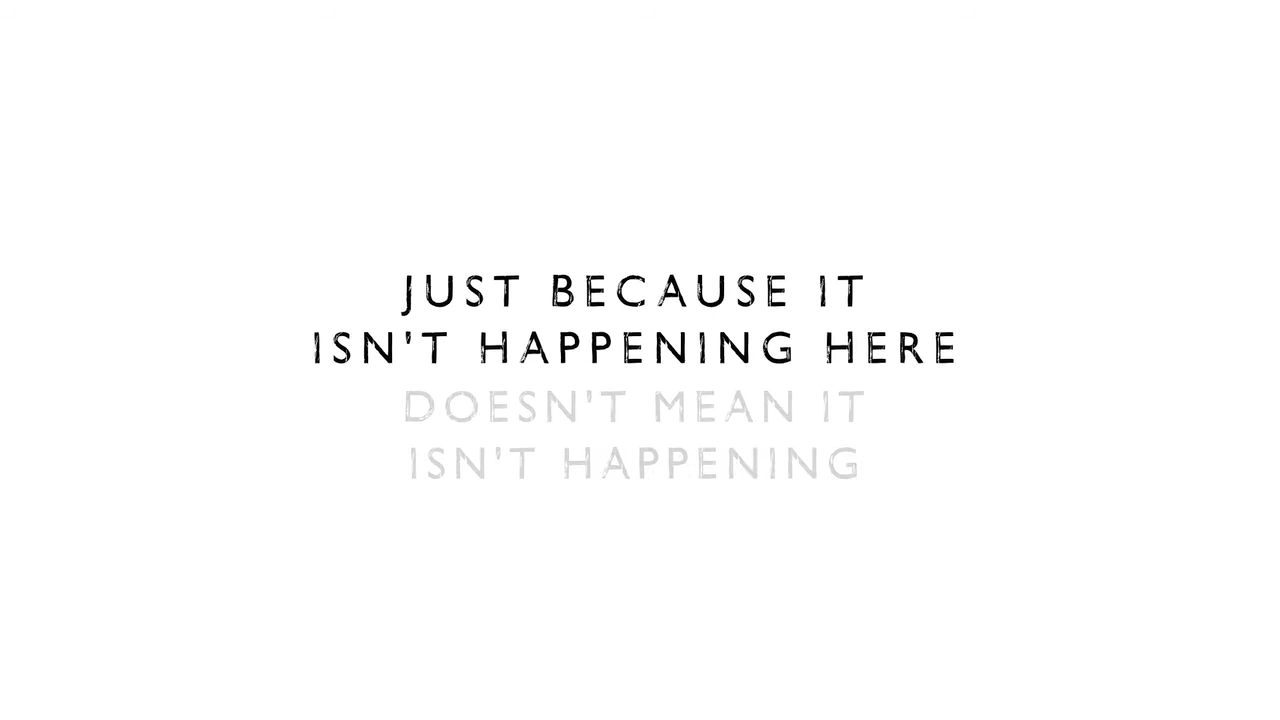 JUST BECAUSE IT
ISN'T HAPPENING HERE
DOESN'T MEAN IT
ISN'T HAPPENING